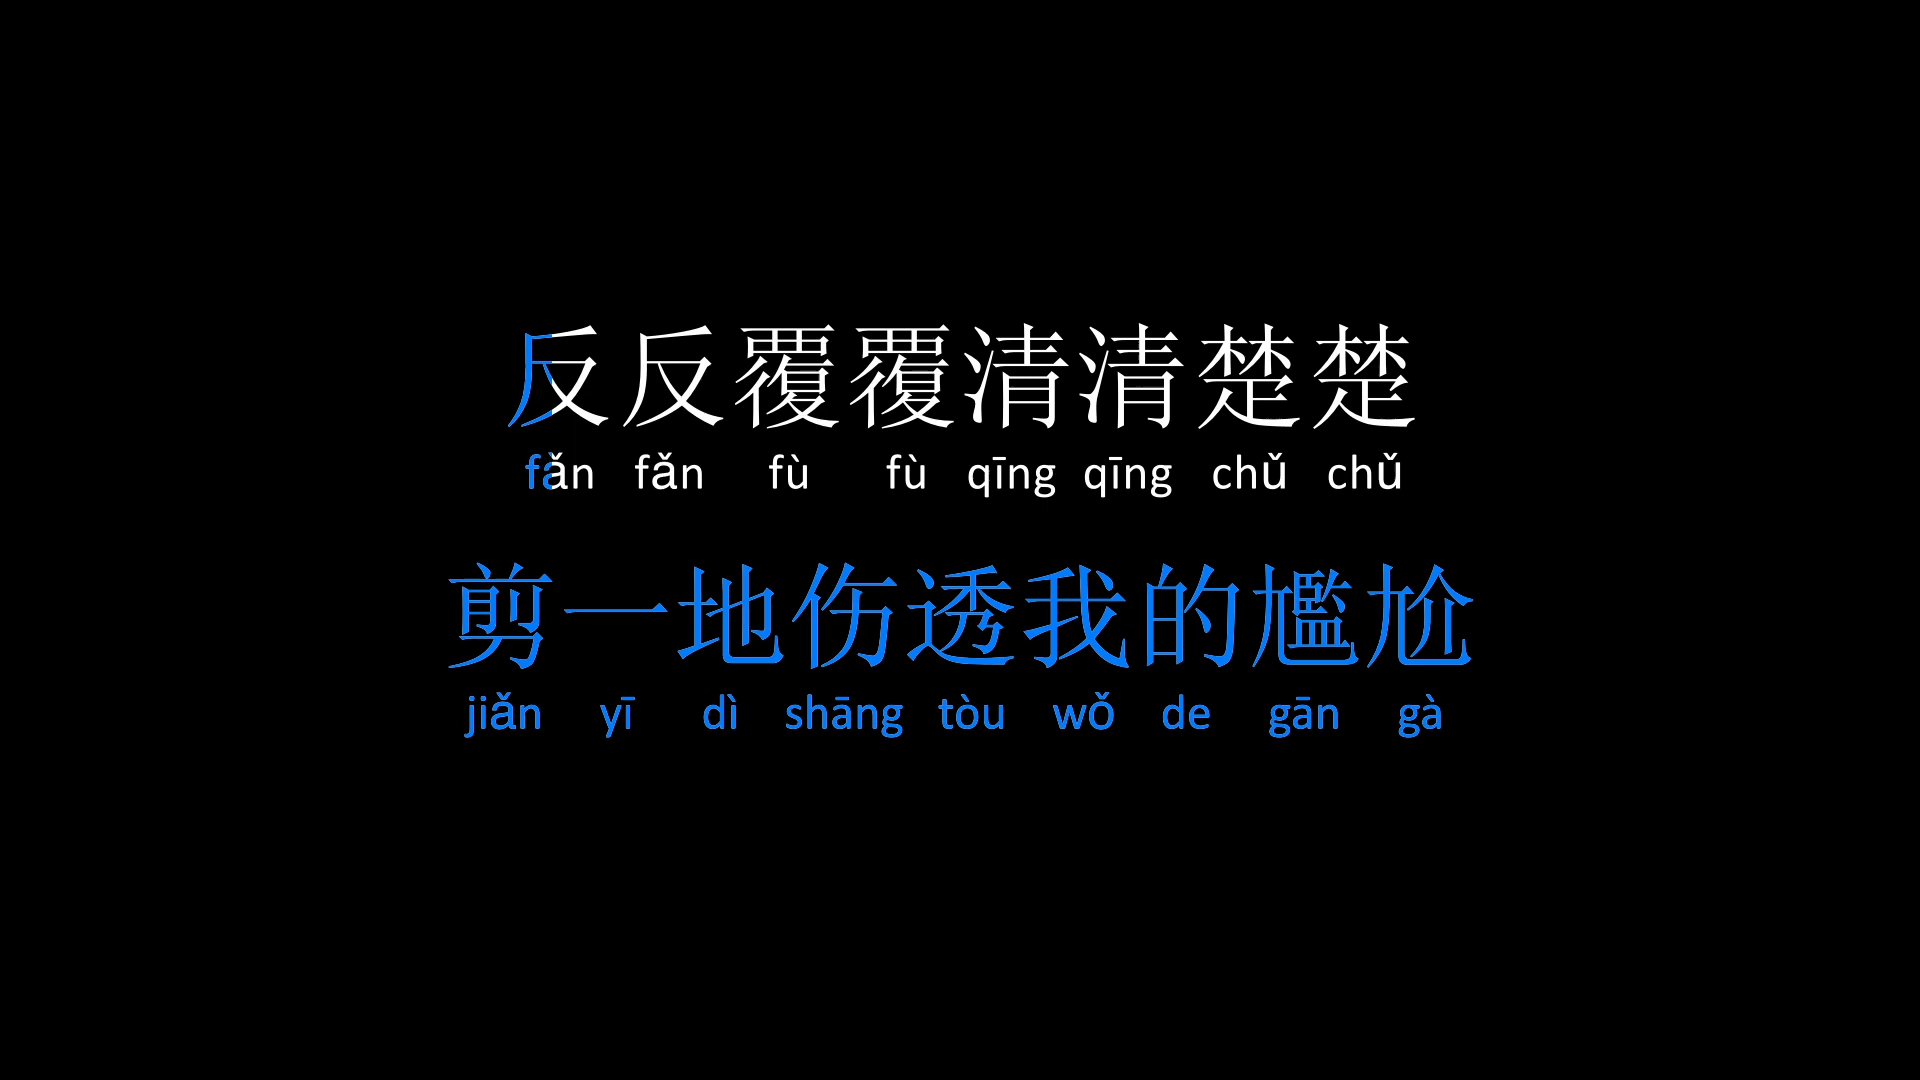 反反覆覆清清楚楚
fǎn fǎn fù fù qīng qīng chǔ chǔ
剪一地伤透我的尴尬
jiǎn yī dì shāng tòu wǒ de gān gà